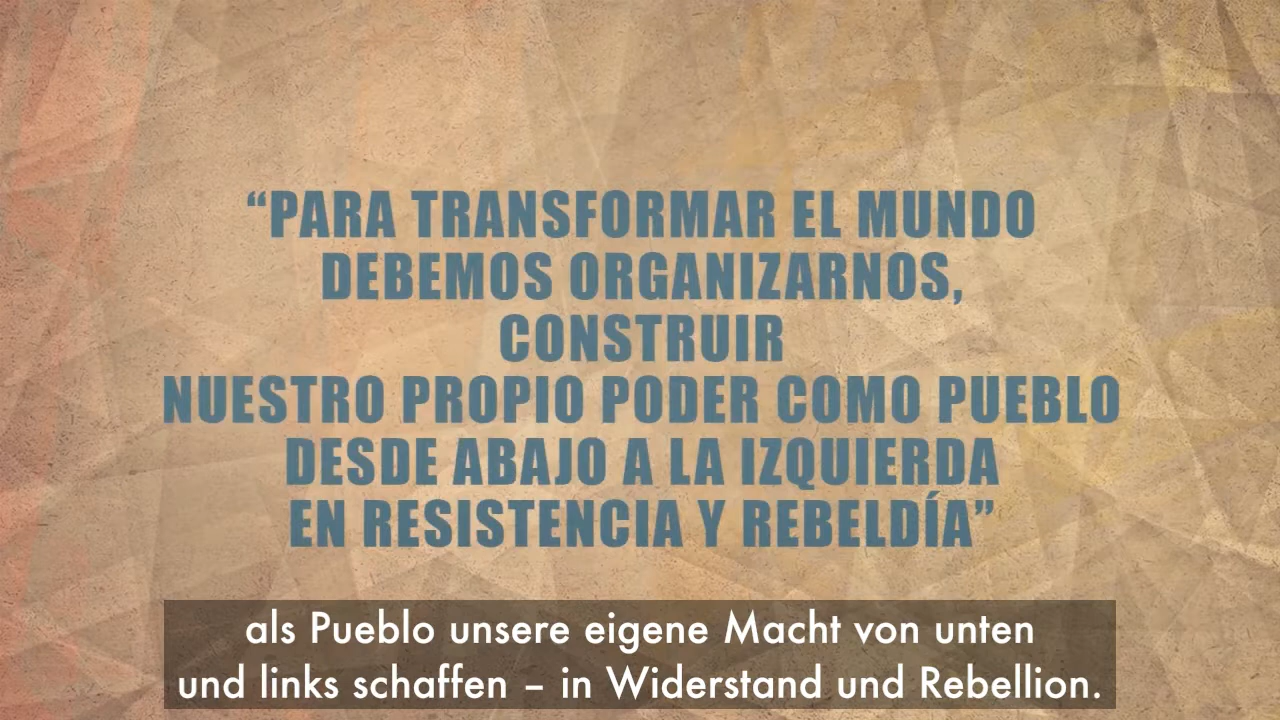 “PARA TRANSFORMAR EL MUNDO
DEBEMOS ORGANIZARNOS,
CONSTRUIR
NUESTRO PROPIO PODER COMO PUEBLO
DESDE ABAJO A LA IZQUIERDA
EN RESISTENCIA Y REBELDÍA”
als Pueblo unsere eigene Macht von unten
und links schaffen – in Widerstand und Rebellion.